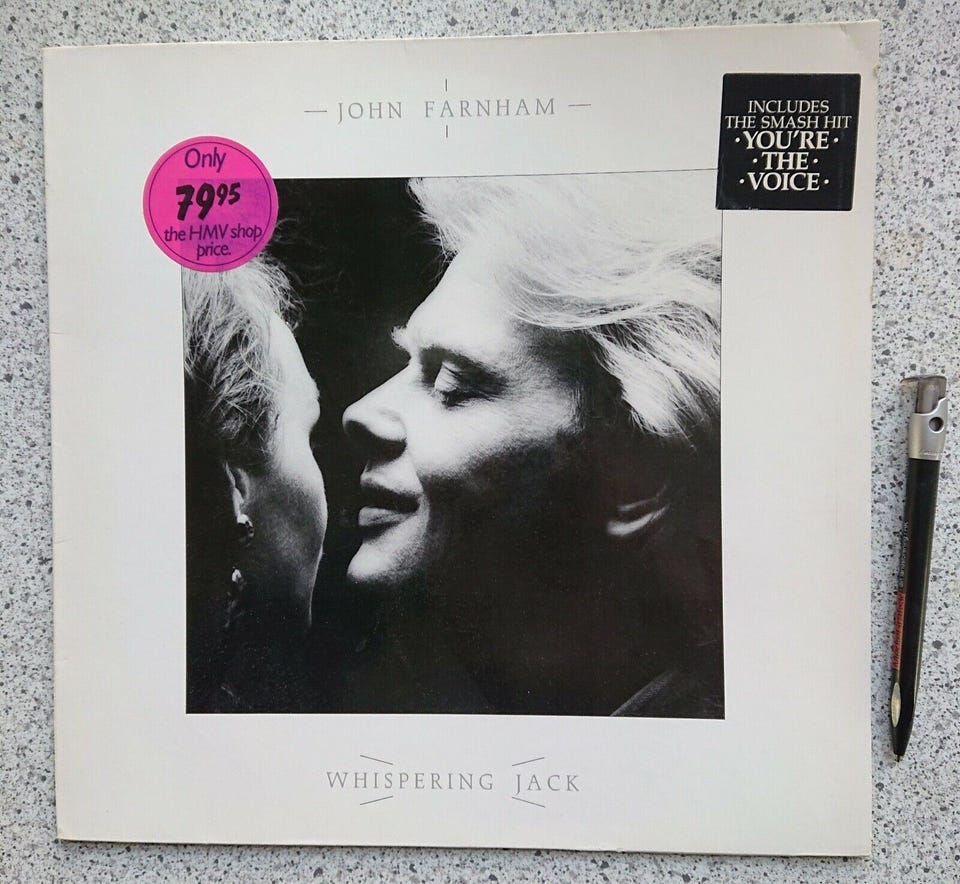 JOHN FARNHAM
INCLUDES
THE SMASH HIT
·YOU'RE·
·THE·
·VOICE·
Only
79 95
the HMV shop
price.
WHISPERING JACK